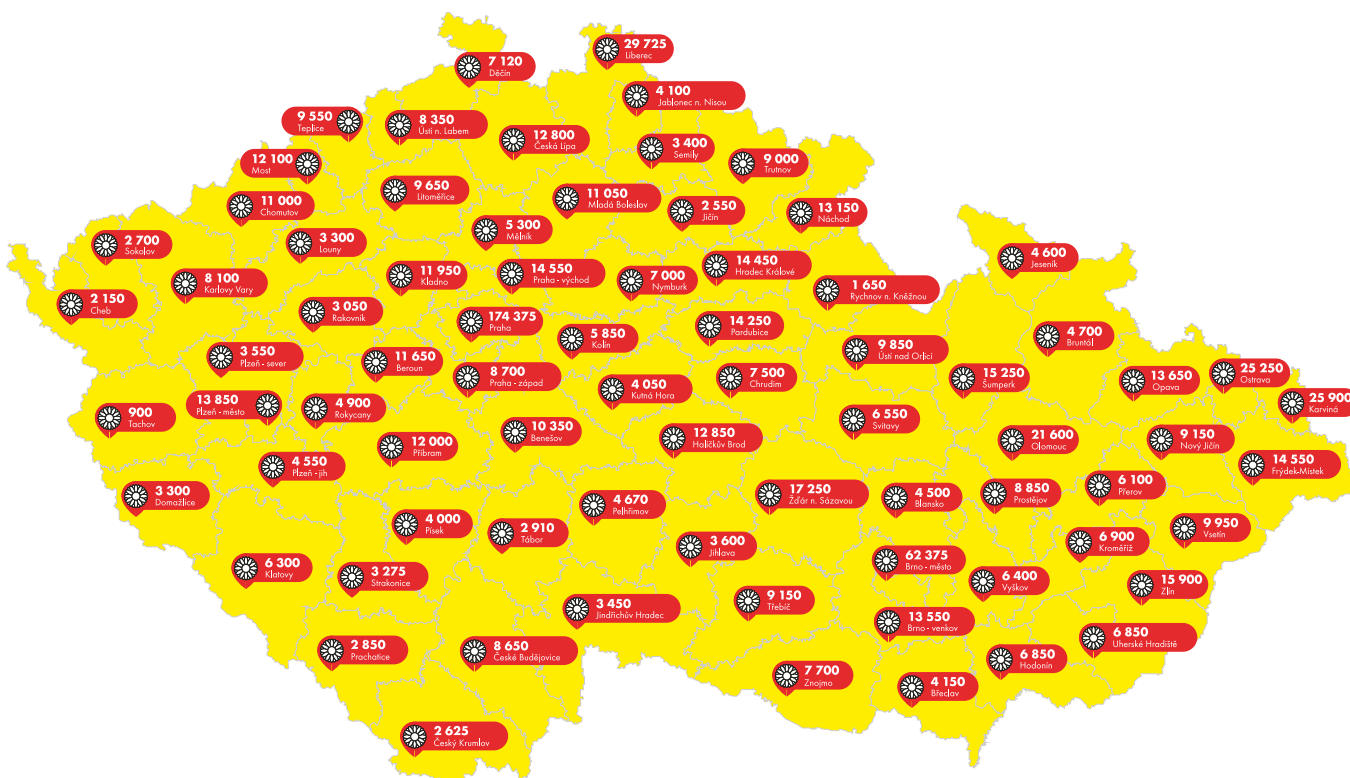 29 725
Liberec
7 120
Děčín
4 100
Jablonec n. Nisou
9 550
Teplice
8 350
Ústí n. Labem
12 800
Česká Lípa
3 400
Semily
12 100
Most
9 000
Trutnov
9 650
Litoměřice
11 050
Mladá Boleslav
11 000
Chomutov
2 550
Jičín
13 150
Náchod
5 300
Mělník
2 700
Sokolov
3 300
Louny
4 600
Jeseník
8 100
Karlovy Vary
11 950
Kladno
14 550
Praha - východ
7 000
Nymburk
14 450
Hradec Králové
1 650
Rychnov n. Kněžnou
2 150
Cheb
3 050
Rakovník
174 375
Praha
14 250
Pardubice
5 850
Kolín
4 700
Bruntál
3 550
Plzeň - sever
11 650
Beroun
9 850
Ústí nad Orlicí
8 700
Praha - západ
7 500
Chrudim
15 250
Šumperk
13 650
Opava
25 250
Ostrava
4 050
Kutná Hora
13 850
Plzeň - město
4 900
Rokycany
25 900
Karviná
900
Tachov
6 550
Svitavy
10 350
Benešov
12 850
Halíčkův Brod
21 600
Olomouc
9 150
Nový Jičín
12 000
Příbram
4 550
Plzeň - jih
14 550
Frýdek-Místek
3 300
Domažlice
17 250
Žďár n. Sázavou
4 500
Blansko
8 850
Prostějov
6 100
Přerov
4 670
Pelhřimov
4 000
Písek
2 910
Tábor
9 950
Vsetín
3 600
Jihlava
6 900
Kroměříž
6 300
Klatovy
3 275
Strakonice
62 375
Brno - město
6 400
Vyškov
15 900
Zlín
3 450
Jindřichův Hradec
9 150
Třebíč
13 550
Brno - venkov
6 850
Uherské Hradiště
2 850
Prachatice
8 650
České Budějovice
6 850
Hodonín
7 700
Znojmo
4 150
Břeclav
2 625
Český Krumlov